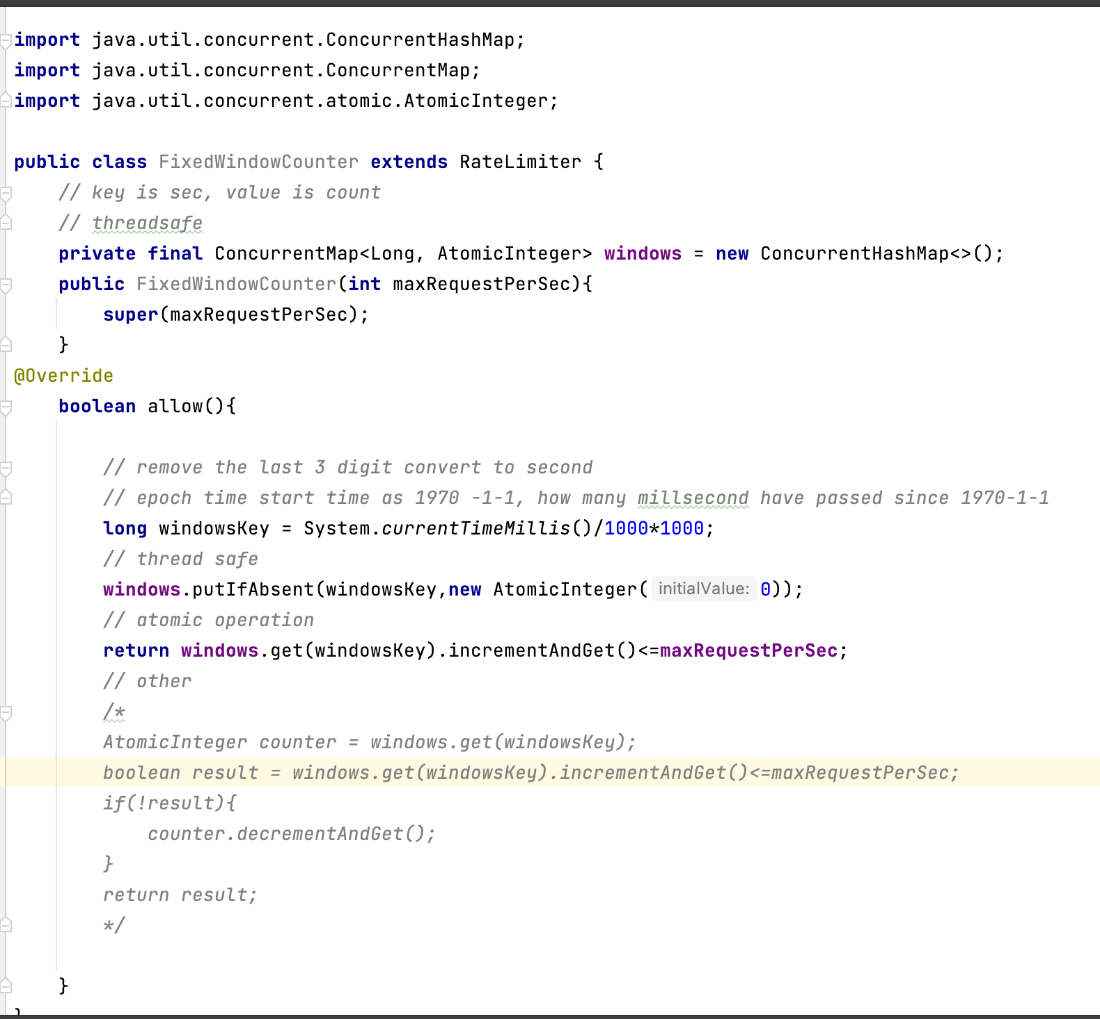 import java.util.concurrent.ConcurrentHashMap;
import java.util.concurrent.ConcurrentMap;
import java.util.concurrent.atomic.AtomicInteger;
public class FixedWindowCounter extends RateLimiter {
// key is sec, value is count
// threadsafe
private final ConcurrentMap<Long, AtomicInteger> windows = new ConcurrentHashMap<>();
public FixedWindowCounter(int maxRequestPerSec){
super(maxRequestPerSec);
}
@Override
boolean allow(){
// remove the last 3 digit convert to second
// epoch time start time as 1970 -1-1, how many millsecond have passed since 1970-1-1
long windowsKey = System.currentTimeMillis()/1000*1000;
// thread safe
windows.putIfAbsent(windowsKey,new AtomicInteger( initialValue: 0));
// atomic operation
return windows.get(windowsKey).incrementAndGet()<=maxRequestPerSec;
// other
/*
AtomicInteger counter = windows.get(windowsKey);
boolean result = windows.get(windowsKey).incrementAndGet()<=maxRequestPerSec;
if(!result){
counter.decrementAndGet();
}
return result;
*/
}
}